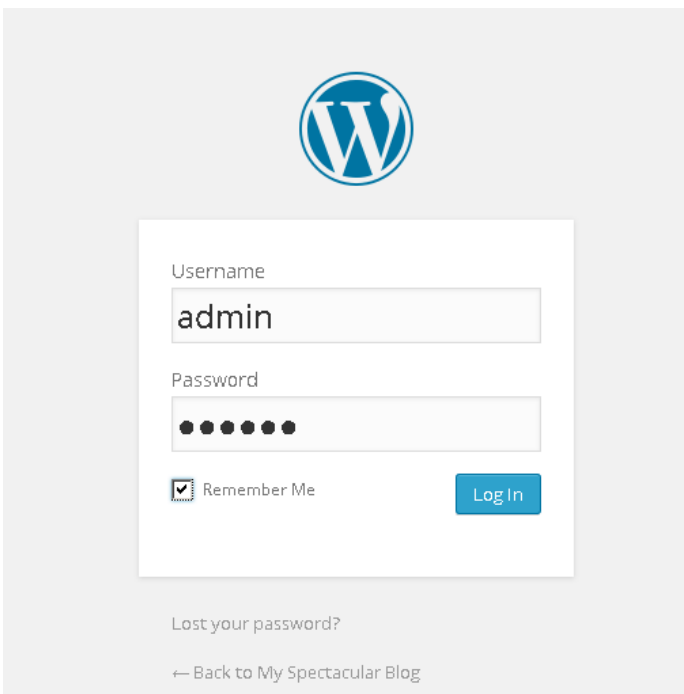 Username
admin
Password
●●●●●●
Remember Me
Log In
Lost your password?
← Back to My Spectacular Blog